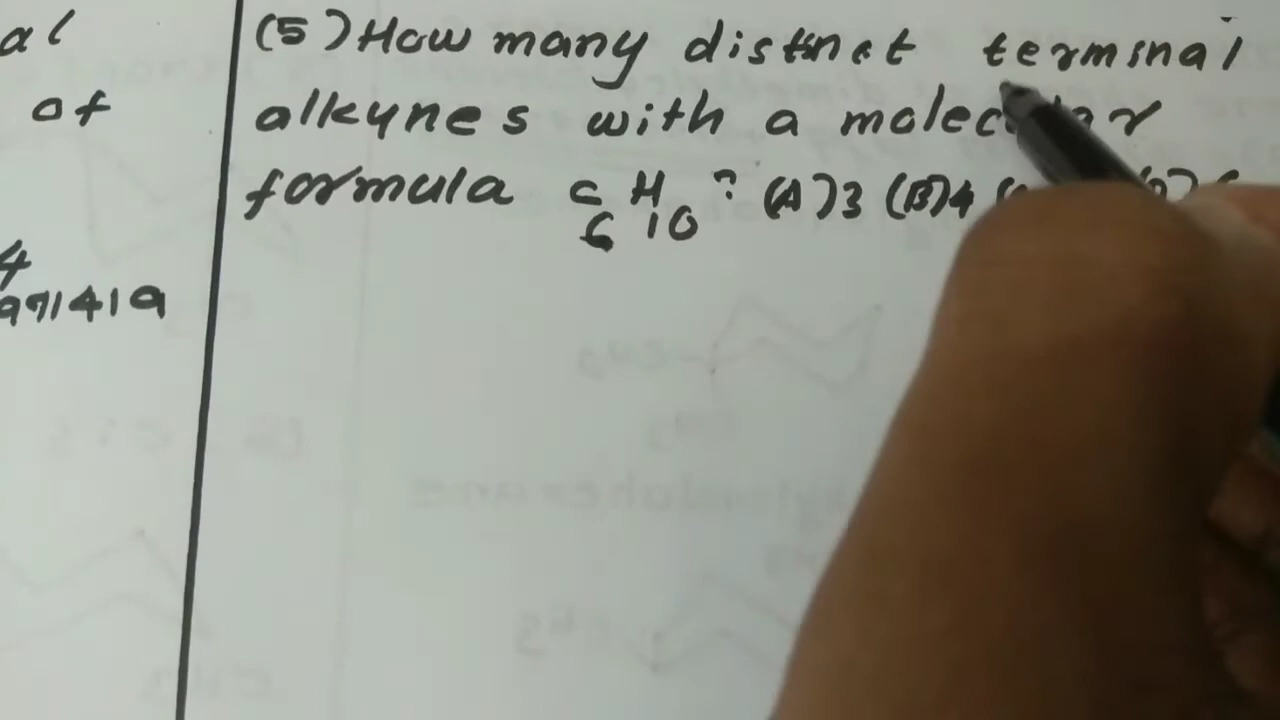 al
of
4
971419
(5) How many distinct terminal
alkynes with a molecular
formula C6H10 ? (A) 3 (B) 4